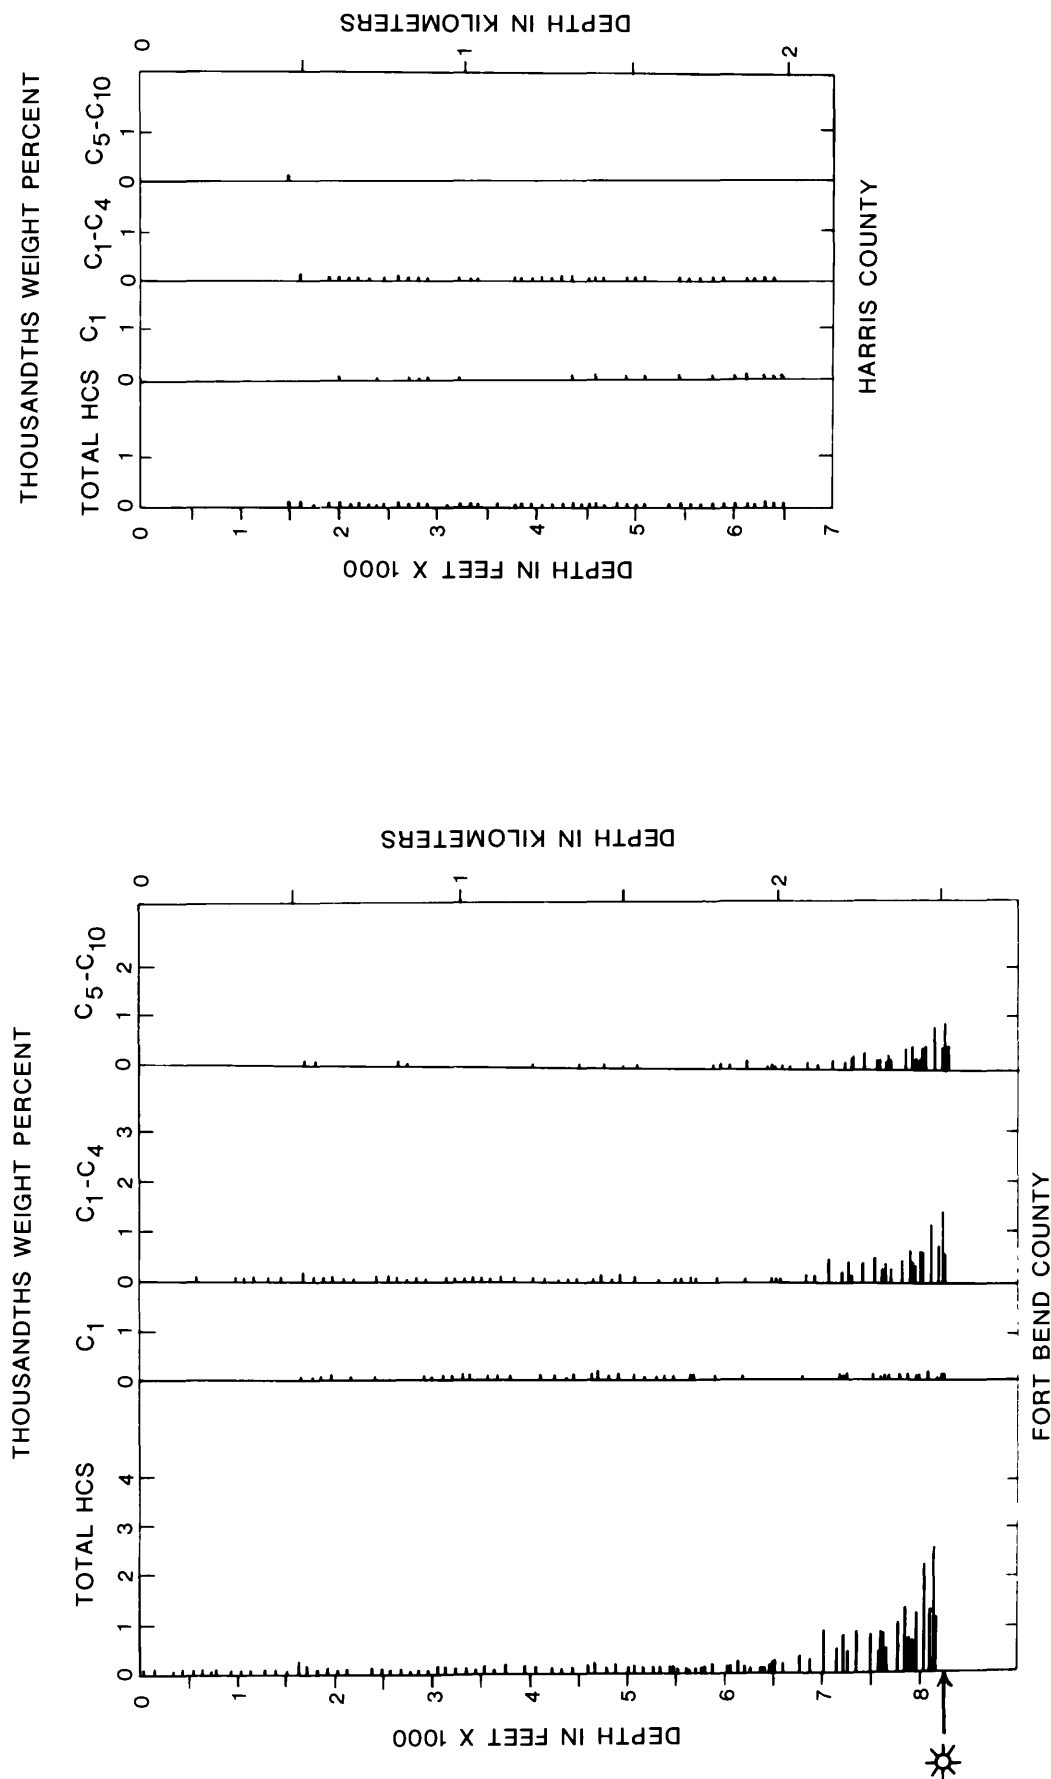 THOUSANDTHS WEIGHT PERCENT
TOTAL HCS C1 C1-C4 C5-C10
0 1 0 1 0 1 0 1
DEPTH IN FEET X 1000
0 1 2 3 4 5 6 7
DEPTH IN KILOMETERS
0 1 2
HARRIS COUNTY
THOUSANDTHS WEIGHT PERCENT
TOTAL HCS C1 C1-C4 C5-C10
0 1 2 3 4 0 1 0 1 2 3 0 1 2
DEPTH IN FEET X 1000
0 1 2 3 4 5 6 7 8
DEPTH IN KILOMETERS
0 1 2
FORT BEND COUNTY